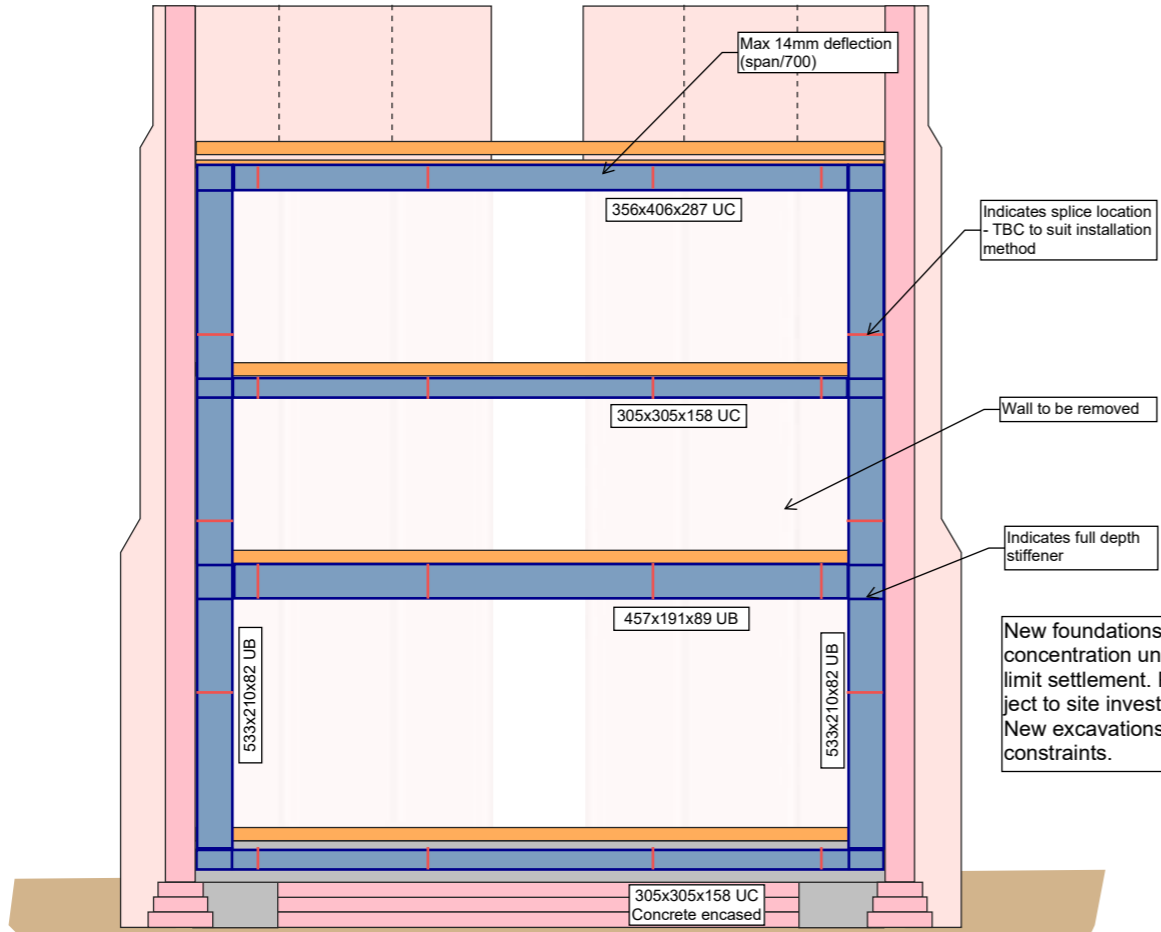 Max 14mm deflection
(span/700)
356x406x287 UC
Indicates splice location
- TBC to suit installation
method
305x305x158 UC
Wall to be removed
Indicates full depth
stiffener
457x191x89 UB
533x210x82 UB
533x210x82 UB
New foundations
concentration un
limit settlement.
ject to site invest
New excavations
constraints.
305x305x158 UC
Concrete encased